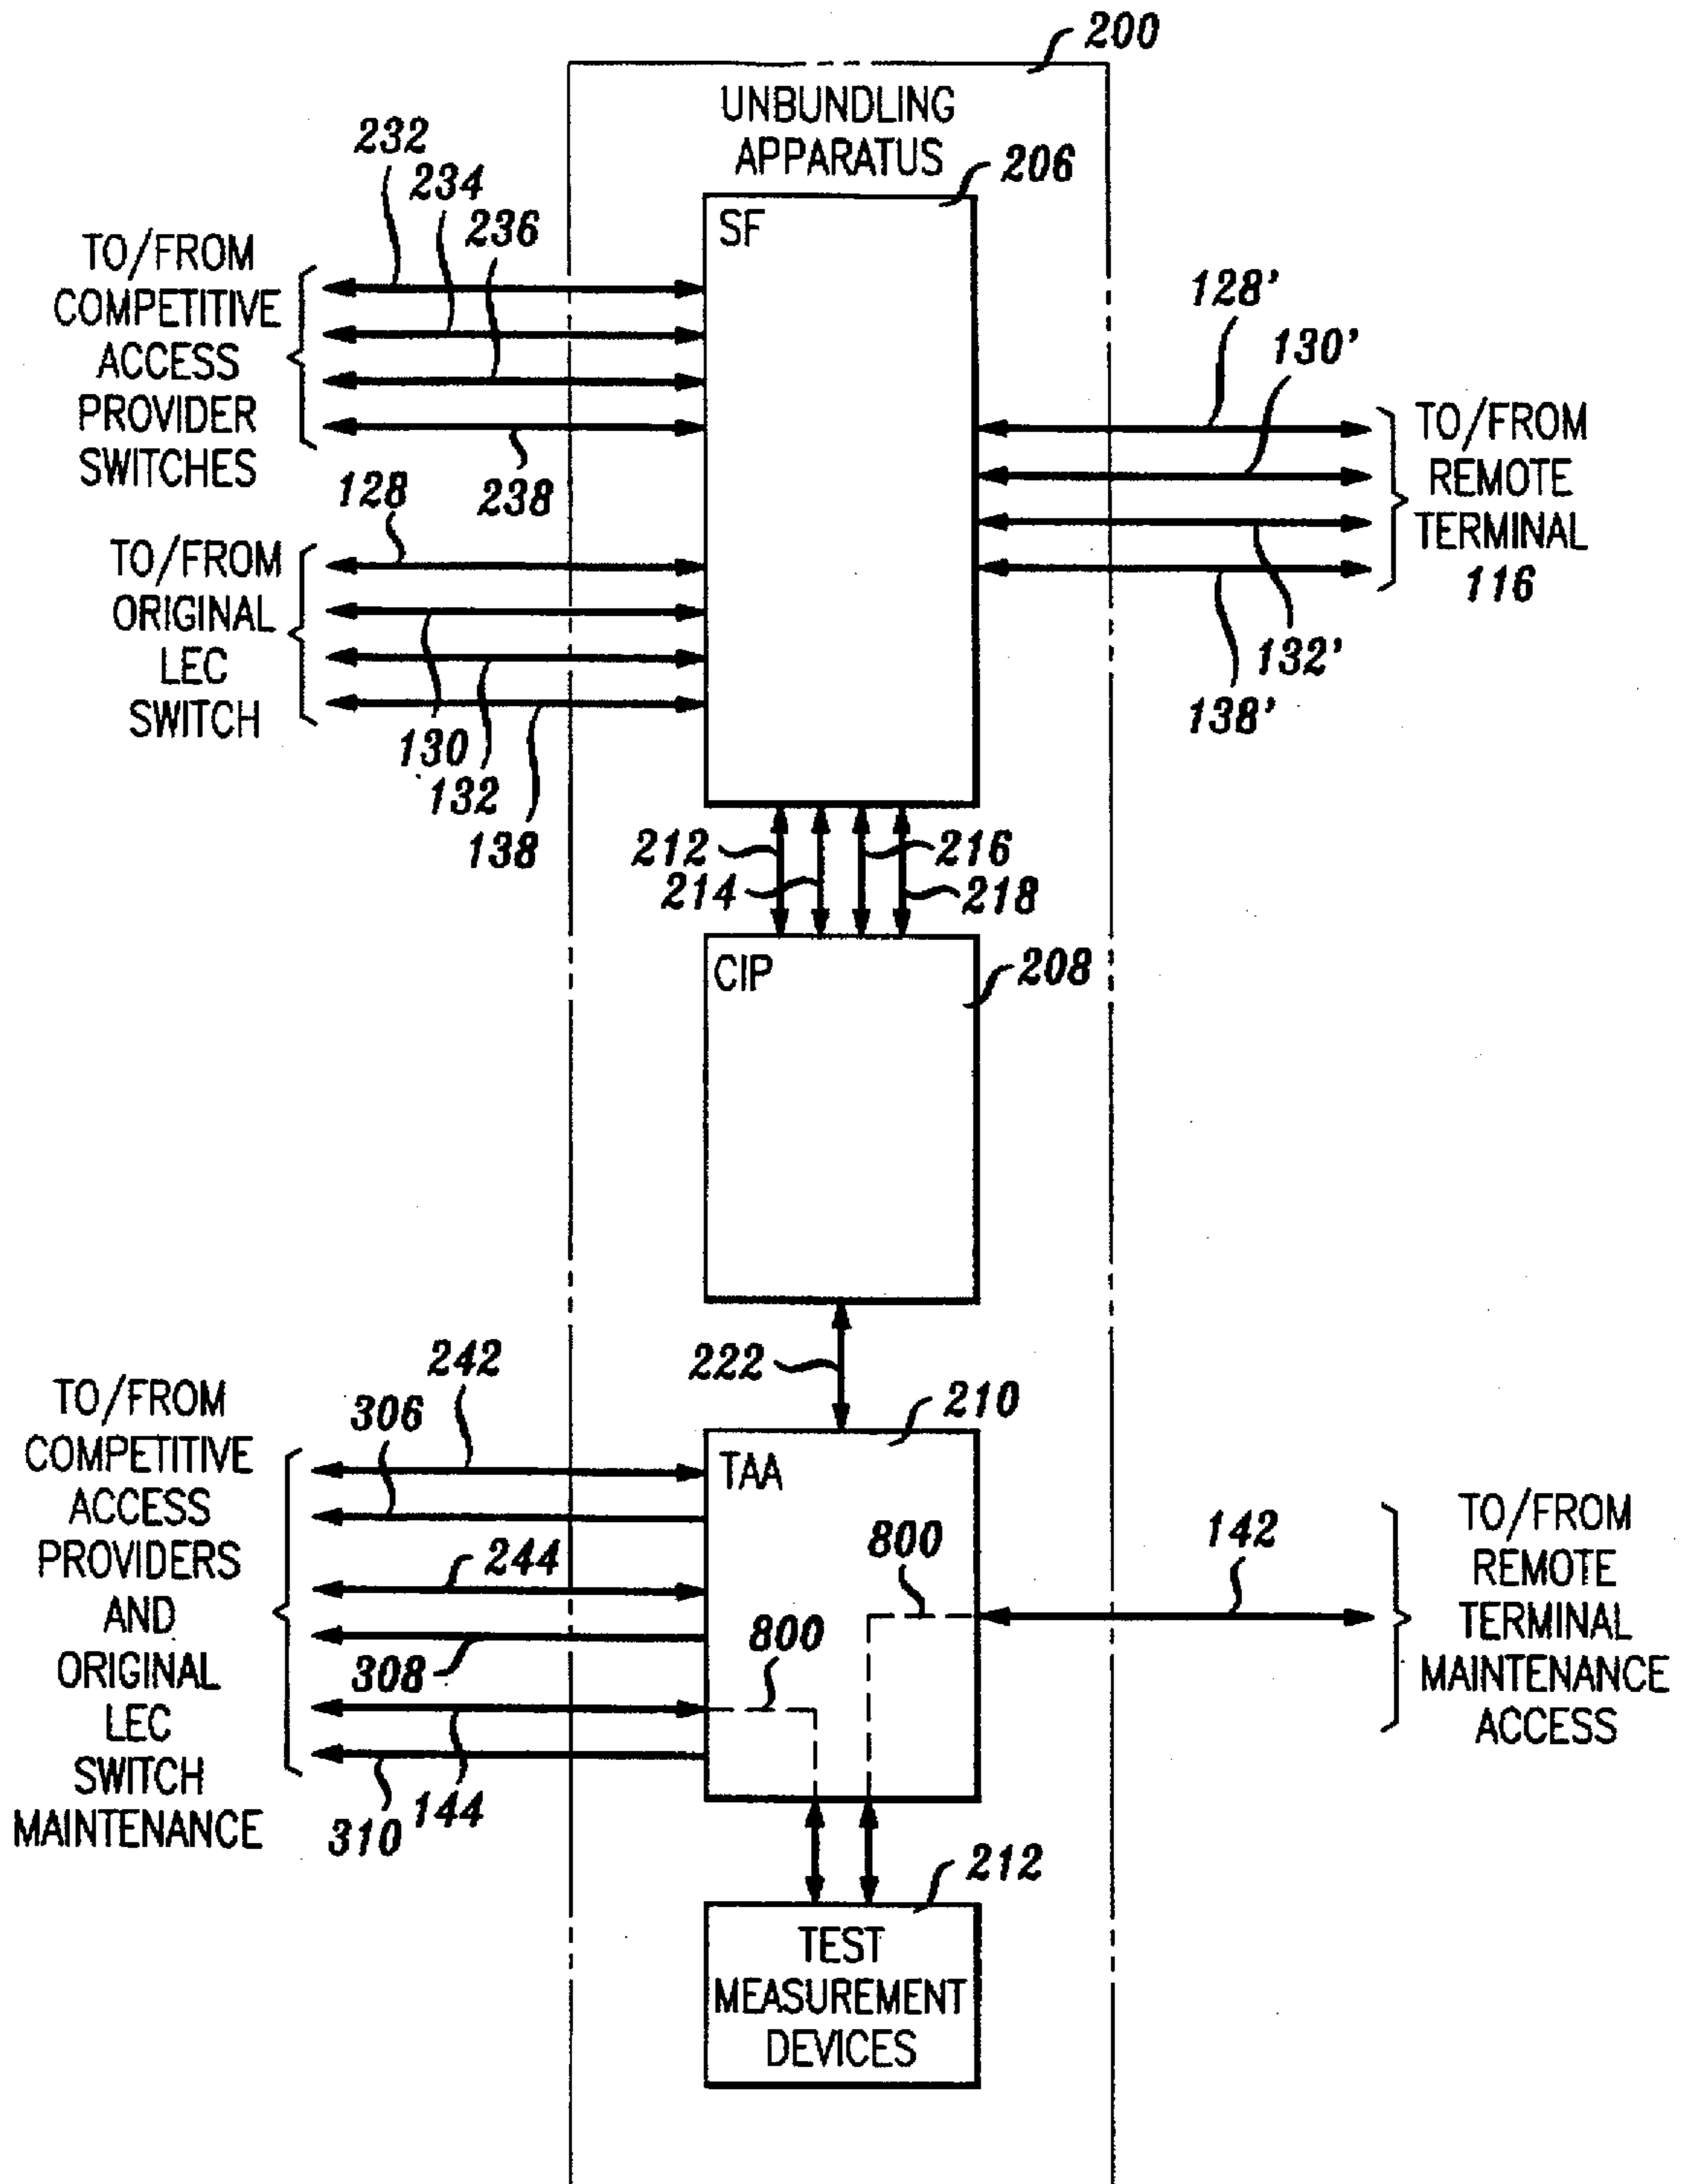 200
UNBUNDLING
APPARATUS
206
SF
232
234
236
TO/FROM
COMPETITIVE
ACCESS
PROVIDER
SWITCHES
238
128'
130'
TO/FROM
REMOTE
TERMINAL
116
132'
138'
128
TO/FROM
ORIGINAL
LEC
SWITCH
130
132
138
212
214
216
218
CIP
208
222
210
TAA
242
306
TO/FROM
COMPETITIVE
ACCESS
PROVIDERS
AND
ORIGINAL
LEC
SWITCH
MAINTENANCE
244
308
800
800
142
TO/FROM
REMOTE
TERMINAL
MAINTENANCE
ACCESS
310
144
212
TEST
MEASUREMENT
DEVICES